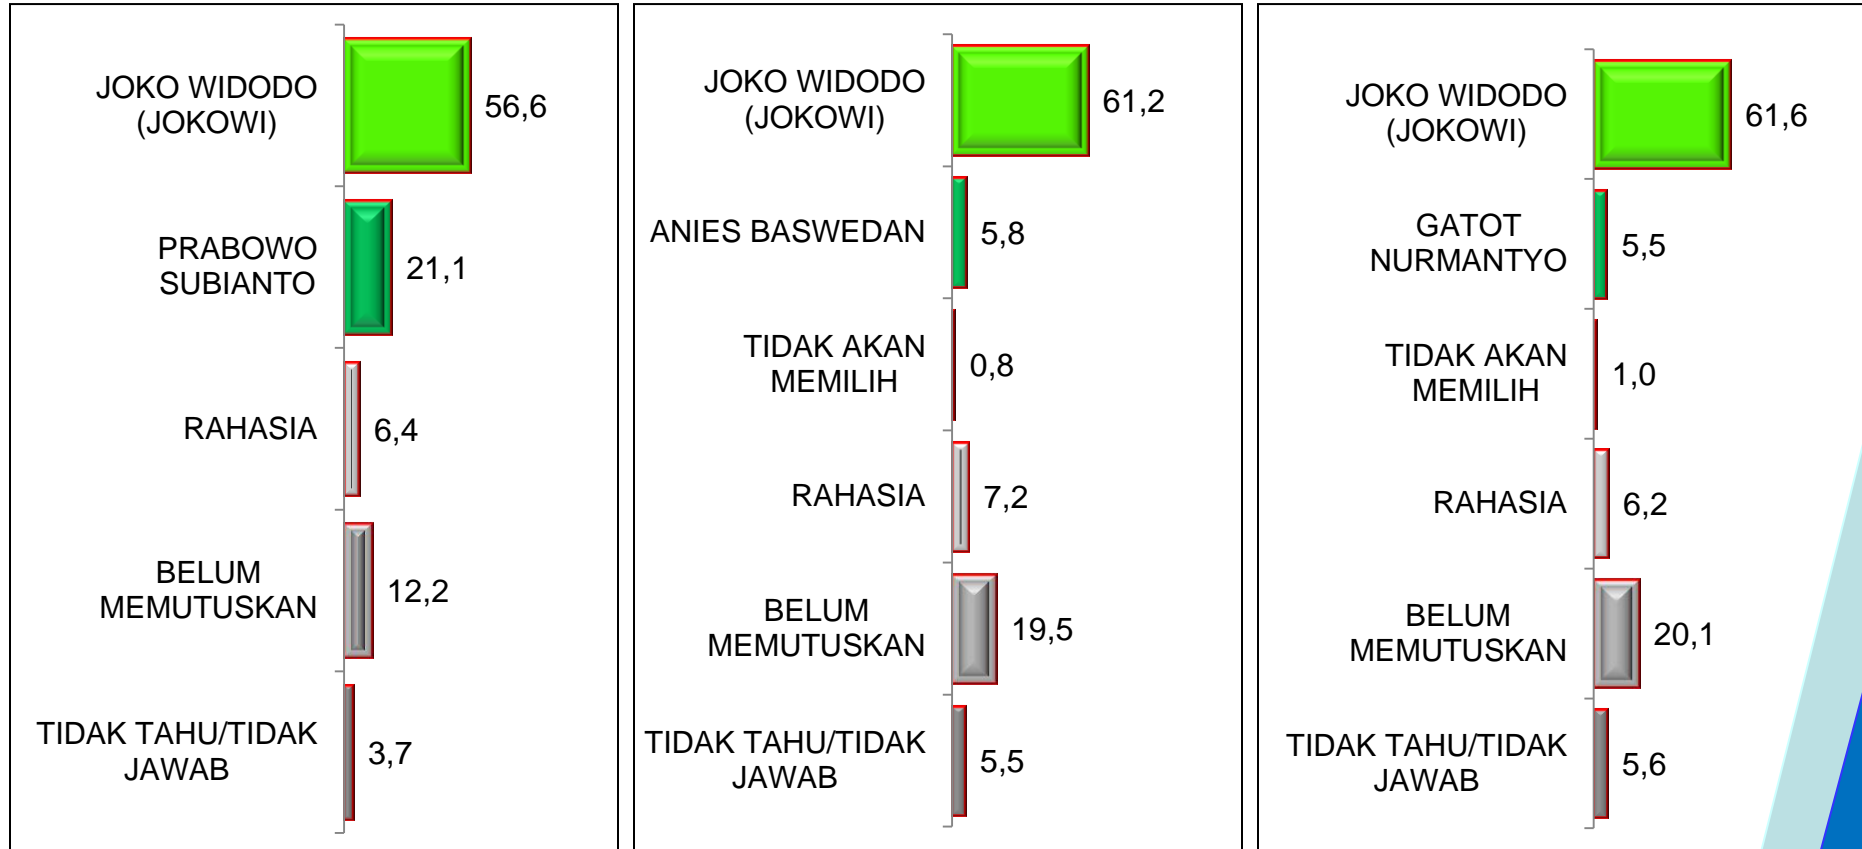 JOKO WIDODO
(JOKOWI)
56,6
PRABOWO
SUBIANTO
21,1
RAHASIA
6,4
BELUM
MEMUTUSKAN
12,2
TIDAK TAHU/TIDAK
JAWAB
3,7
JOKO WIDODO
(JOKOWI)
61,2
ANIES BASWEDAN
5,8
TIDAK AKAN
MEMILIH
0,8
RAHASIA
7,2
BELUM
MEMUTUSKAN
19,5
TIDAK TAHU/TIDAK
JAWAB
5,5
JOKO WIDODO
(JOKOWI)
61,6
GATOT
NURMANTYO
5,5
TIDAK AKAN
MEMILIH
1,0
RAHASIA
6,2
BELUM
MEMUTUSKAN
20,1
TIDAK TAHU/TIDAK
JAWAB
5,6